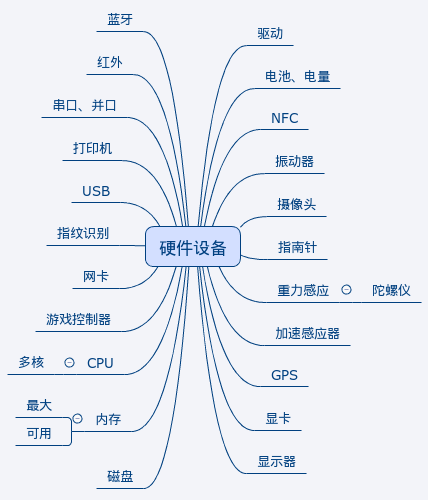 硬件设备
蓝牙
红外
串口、并口
打印机
USB
指纹识别
网卡
游戏控制器
多核
CPU
最大
可用
内存
磁盘
驱动
电池、电量
NFC
振动器
摄像头
指南针
重力感应
陀螺仪
加速感应器
GPS
显卡
显示器